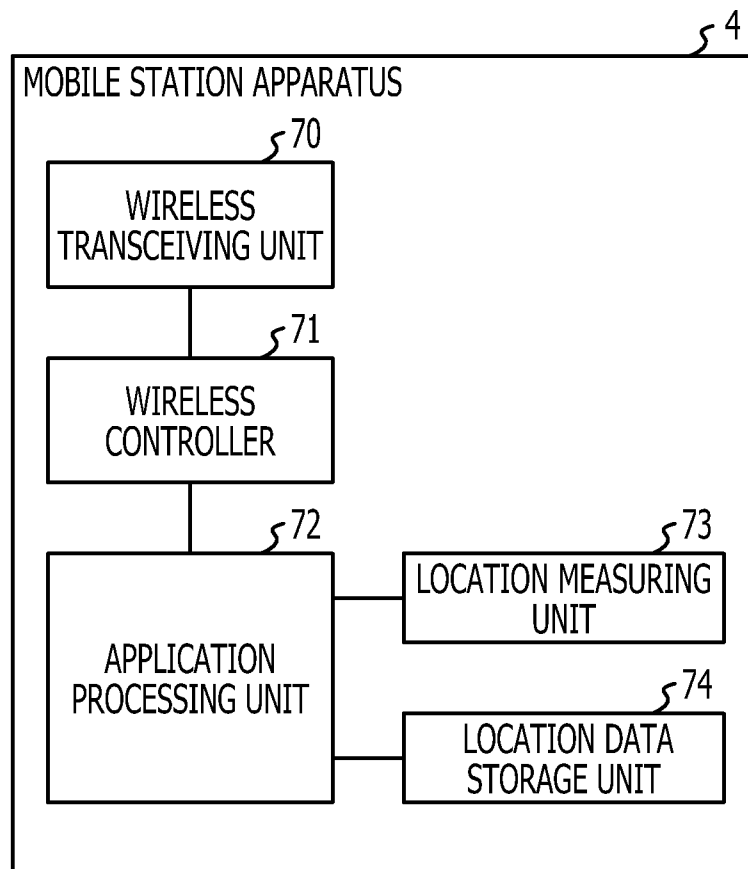 4
MOBILE STATION APPARATUS
70
WIRELESS
TRANSCEIVING UNIT
71
WIRELESS
CONTROLLER
72
APPLICATION
PROCESSING UNIT
73
LOCATION MEASURING
UNIT
74
LOCATION DATA
STORAGE UNIT